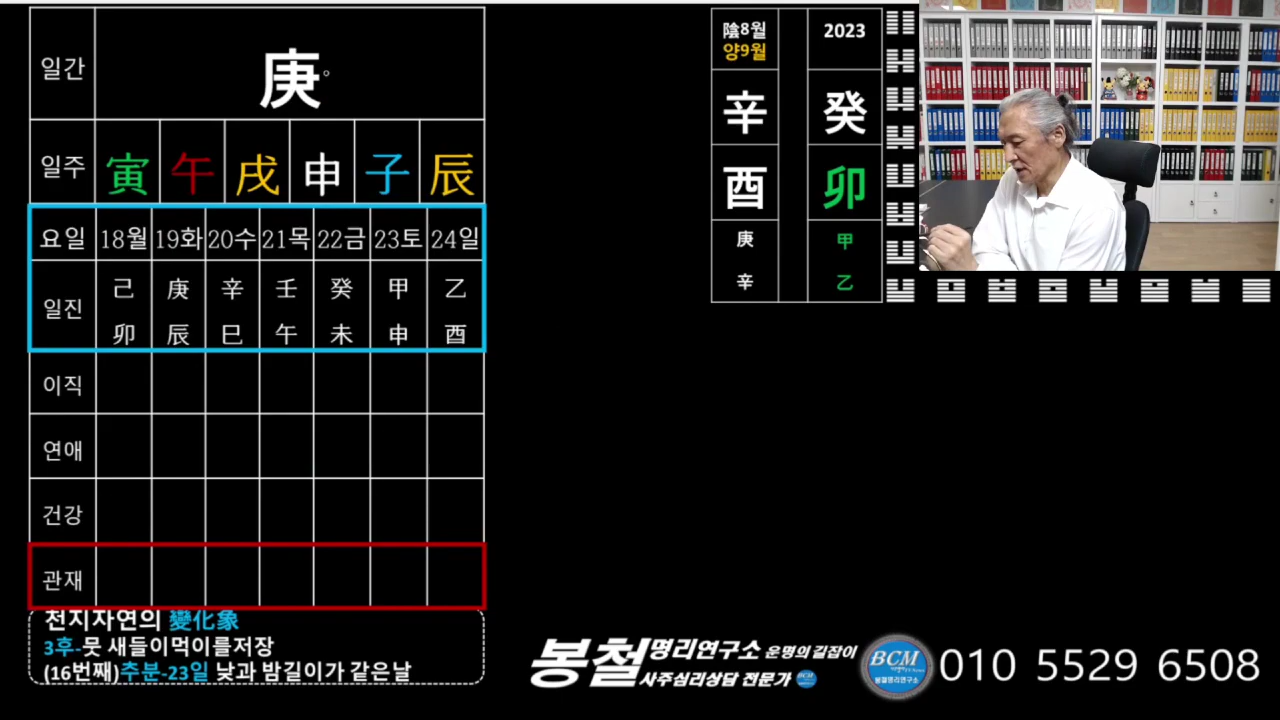 일간 庚
일주 寅 午 戌 申 子 辰
요일 18월 19화 20수 21목 22금 23토 24일
일진 己 庚 辛 壬 癸 甲 乙
卯 辰 巳 午 未 申 酉
이직
연애
건강
관재
천지자연의 變化象
3후-뭇 새들이먹이를저장
(16번째)추분-23일 낮과 밤길이가 같은날
陰8월 2023
양9월
辛 癸
酉 卯
庚 甲
辛 乙
봉철 명리연구소 운명의 길잡이
사주심리상담 전문가
BCM
봉철명리연구소
010 5529 6508